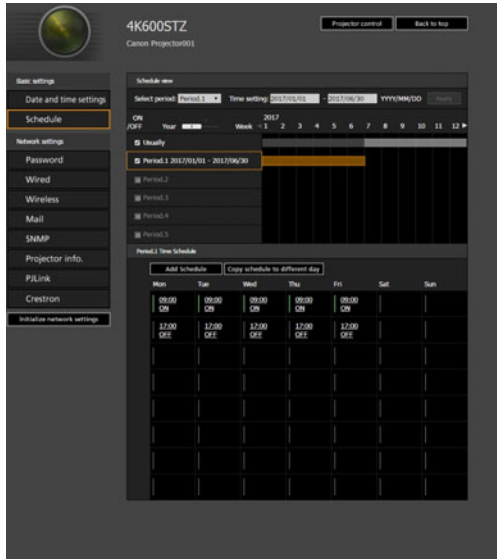 4K600STZ
Projector control
Back to top
Canon Projector001
Basic settings
Date and time settings
Schedule
Network settings
Password
Wired
Wireless
Mail
SNMP
Projector info.
PJLink
Crestron
Initialize network settings
Schedule view
Select period: Period.1 Time setting: 2017/01/01 - 2017/06/30 YYYY/MM/DD Apply
ON
/OFF Year Week 2017
1 2 3 4 5 6 7 8 9 10 11 12
Usually
Period.1 2017/01/01 - 2017/06/30
Period.2
Period.3
Period.4
Period.5
Period.1 Time Schedule
Add Schedule Copy schedule to different day
Mon Tue Wed Thu Fri Sat Sun
09:00 09:00 09:00 09:00 09:00
ON ON ON ON ON
17:00 17:00 17:00 17:00 17:00
OFF OFF OFF OFF OFF